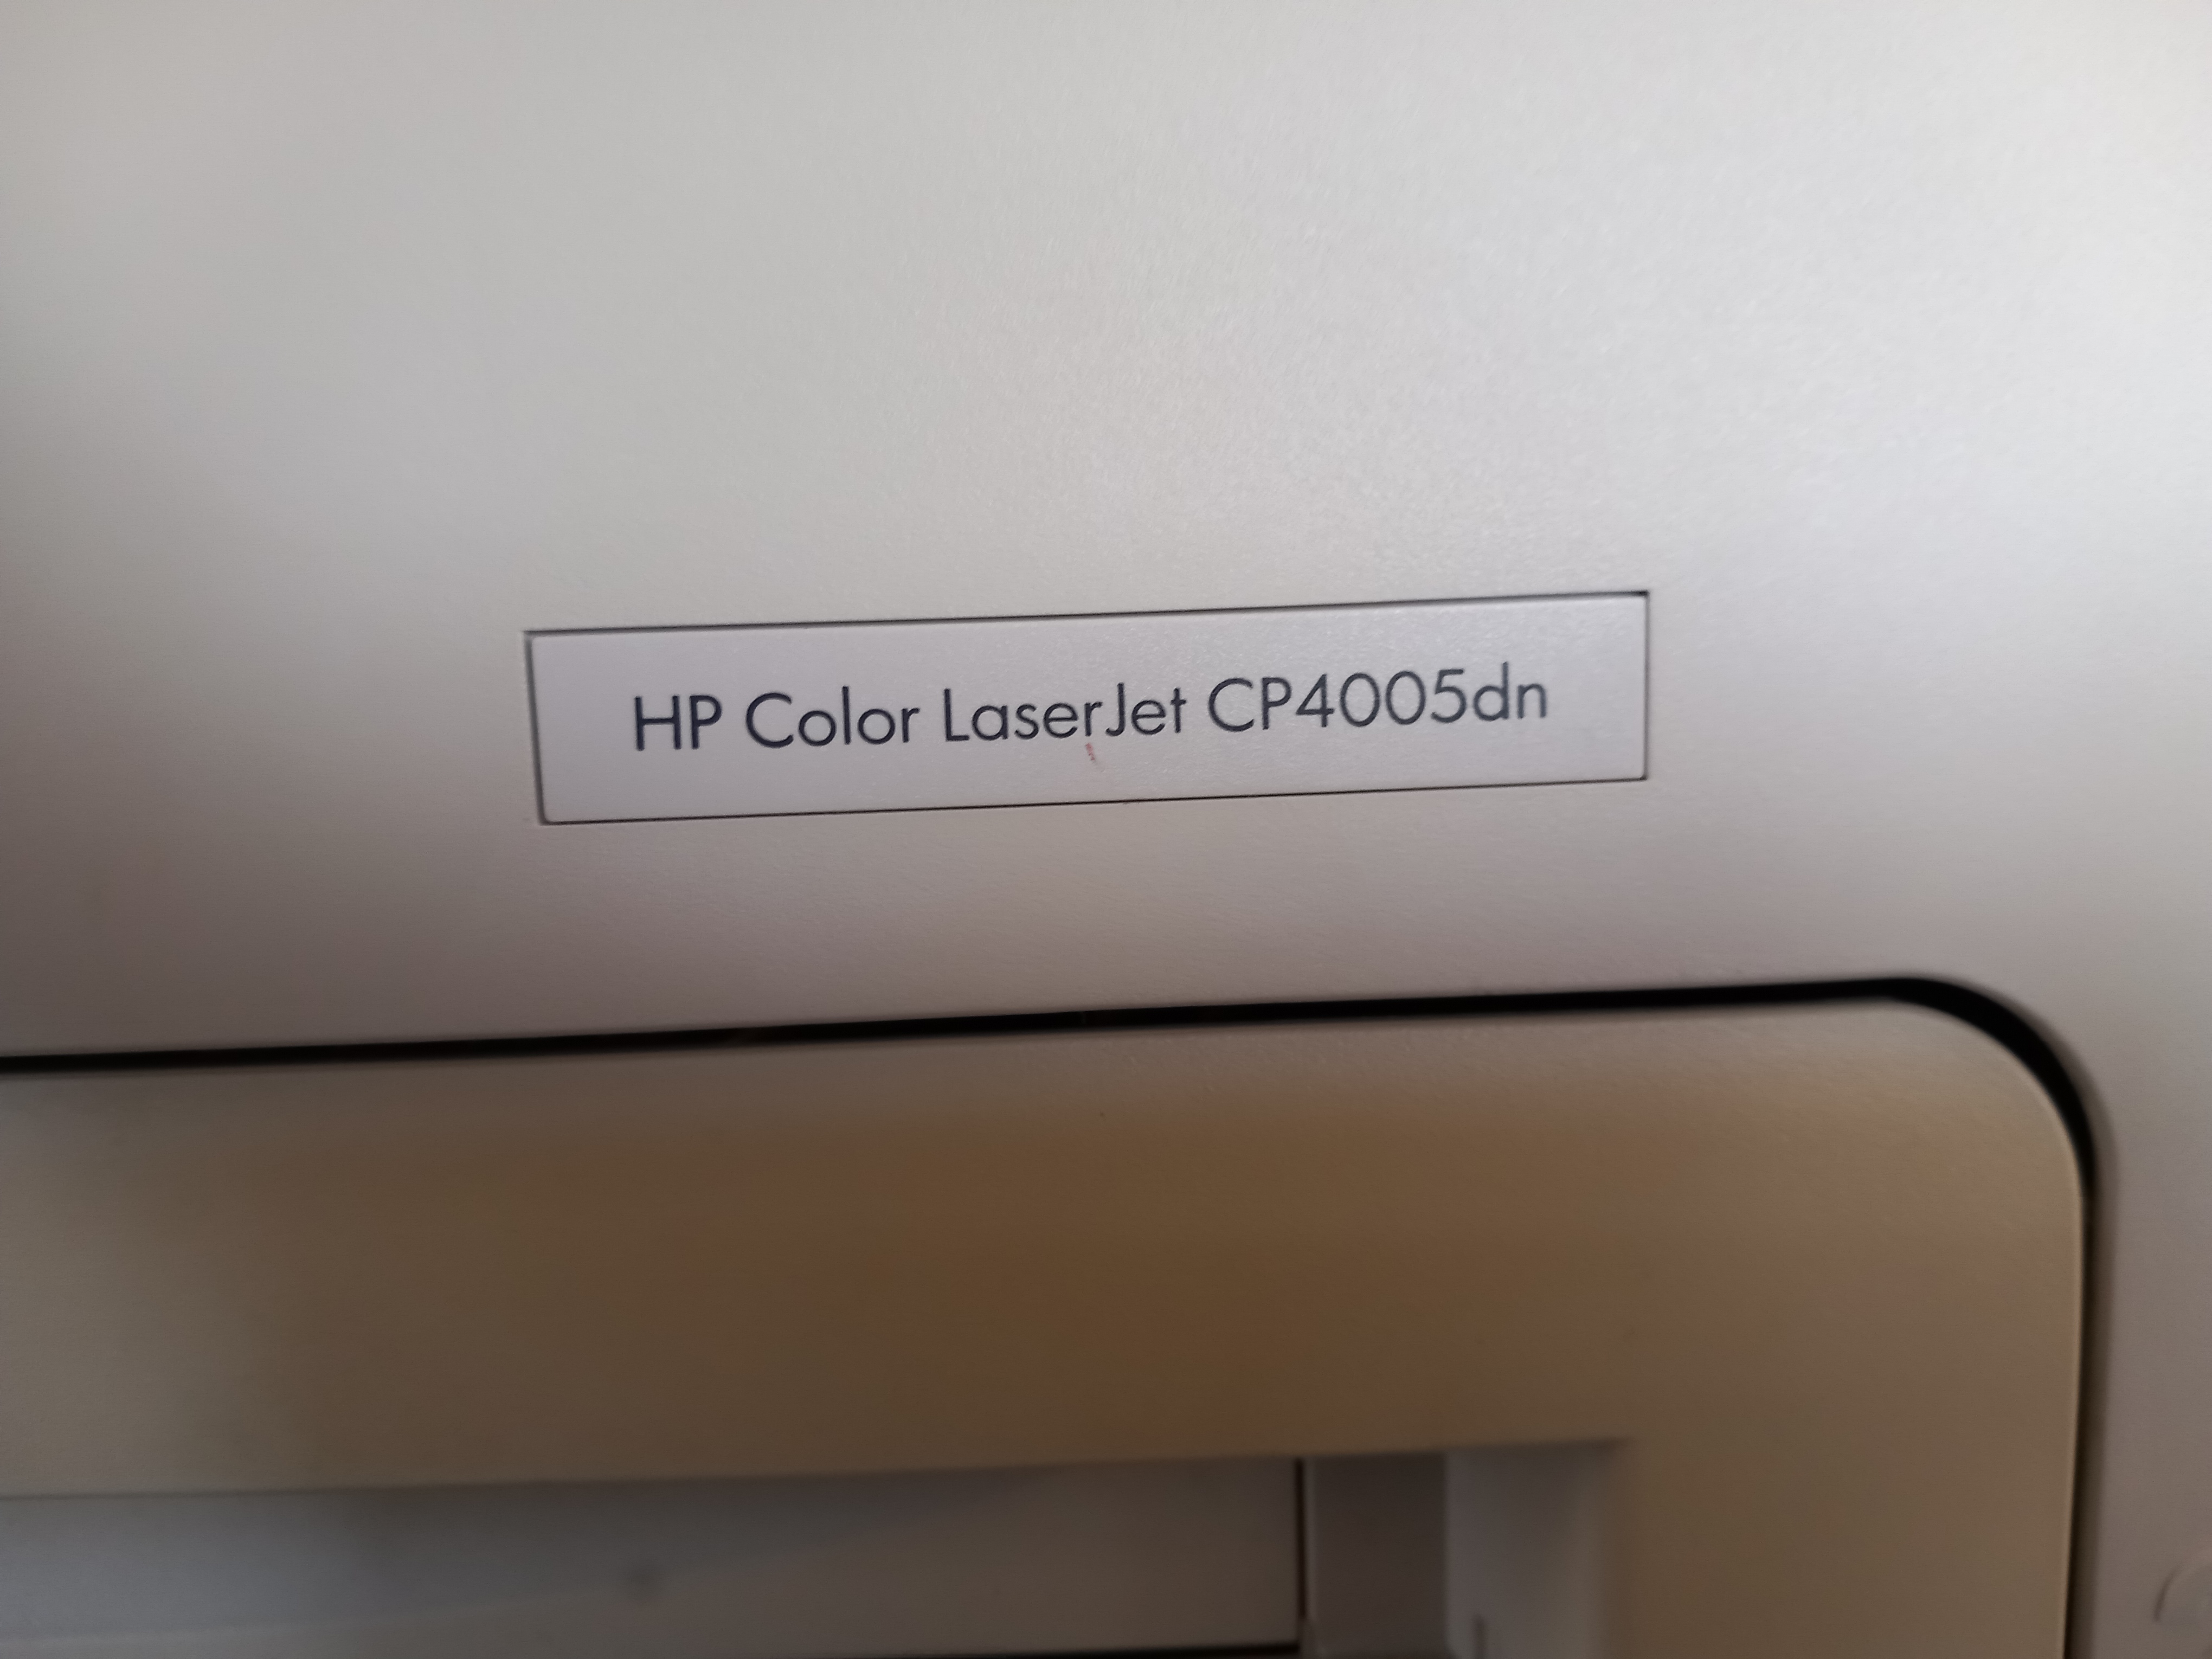 HP Color LaserJet CP4005dn